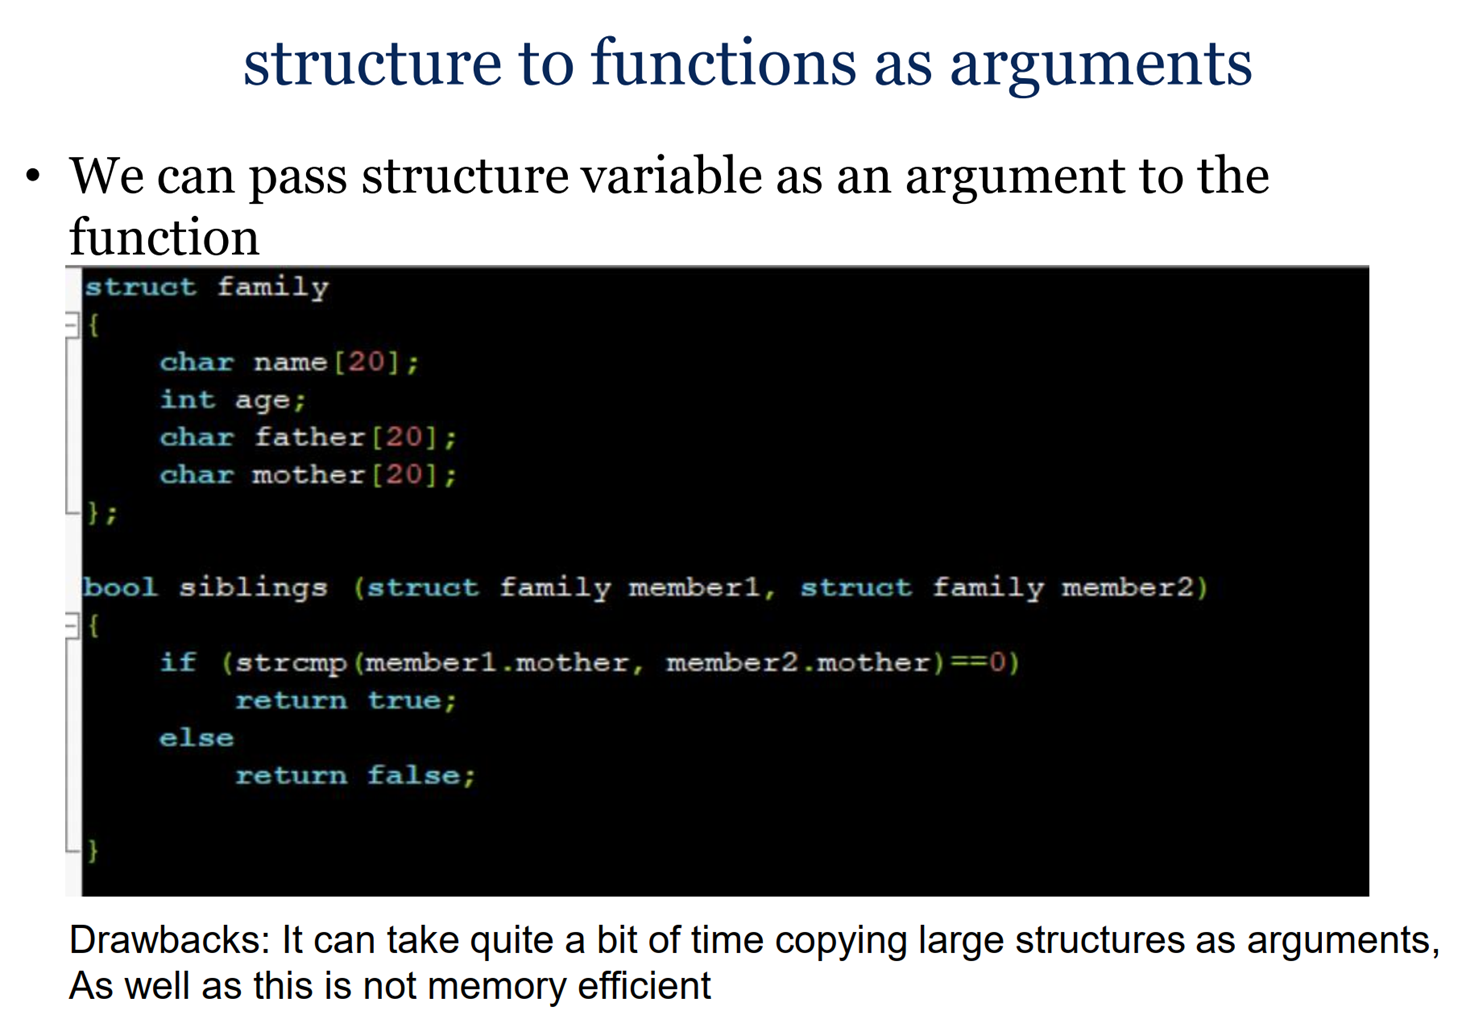 structure to functions as arguments
• We can pass structure variable as an argument to the
function
struct family
{
    char name[20];
    int age;
    char father[20];
    char mother[20];
};
bool siblings (struct family member1, struct family member2)
{
    if (strcmp(member1.mother, member2.mother)==0)
        return true;
    else
        return false;
}
Drawbacks: It can take quite a bit of time copying large structures as arguments,
As well as this is not memory efficient